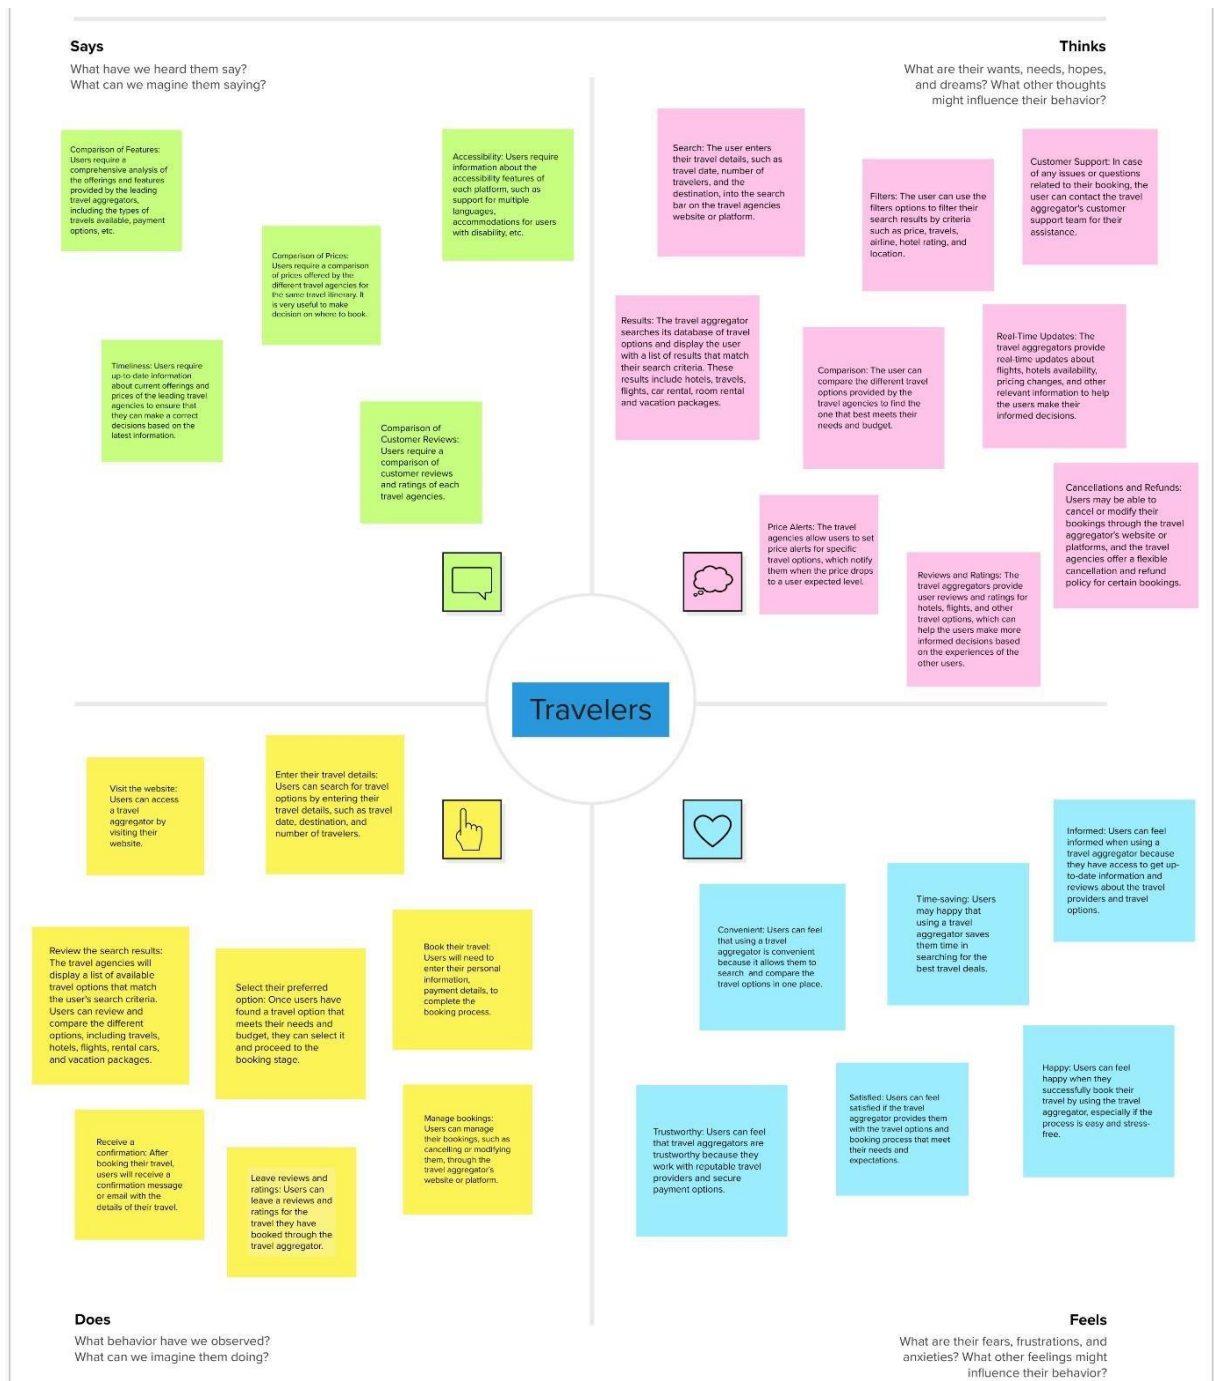 Says
What have we heard them say?
What can we magine them saying?
Thinks
What are their wants, needs, hopes,
and dreams? What other thoughts
might influence their behavior?
Comparison of Features:
Users require a
comprehensive analysis of
the offerings and features
provided by the leading
travel aggregators,
including the types of
travels available, payment
options, etc.
Accessibility: Users require
information about the
accessibility features of
each platform, such as
support for multiple
languages,
accommodations for users
with disability, etc.
Comparison of Prices:
Users require a comparison
of prices offered by the
different travel agencies for
the same travel itinerary. It
is very useful to make
decision on where to book.
Timeliness: Users require
up-to-date information
about current offerings and
prices of the leading travel
agencies to ensure that
they can make a correct
decisions based on the
latest information.
Comparison of
Customer Reviews:
Users require a
comparison of
customer reviews
and ratings of each
travel agencies.
Search: The user enters
their travel details, such as
travel date, number of
travelers, and the
destination, into the search
bar on the travel agencies
website or platform.
Filters: The user can use the
filters options to filter their
search results by criteria
such as price, travels,
airline, hotel rating, and
location.
Customer Support: In case
of any issues or questions
related to their booking, the
user can contact the travel
aggregator's customer
support team for their
assistance.
Results: The travel aggregator
searches its database of travel
options and display the user
with a list of results that match
their search criteria. These
results include hotels, travels,
flights, car rental, room rental
and vacation packages.
Comparison: The user can
compare the different travel
options provided by the
travel agencies to find the
one that best meets their
needs and budget.
Real-Time Updates: The
travel aggregators provide
real-time updates about
flights, hotels availability,
pricing changes, and other
relevant information to help
the users make their
informed decisions.
Price Alerts: The travel
agencies allow users to set
price alerts for specific
travel options, which notify
them when the price drops
to a user expected level.
Reviews and Ratings: The
travel aggregators provide
user reviews and ratings for
hotels, flights, and other
travel options, which can
help the users make more
informed decisions based
on the experiences of the
other users.
Cancellations and Refunds:
Users may be able to
cancel or modify their
bookings through the travel
aggregator's website or
platforms, and the travel
agencies offer a flexible
cancellation and refund
policy for certain bookings.
Travelers
Visit the website:
Users can access
a travel
aggregator by
visiting their
website.
Enter their travel details:
Users can search for travel
options by entering their
travel details, such as travel
date, destination, and
number of travelers.
Review the search results:
The travel agencies will
display a list of available
travel options that match
the user's search criteria.
Users can review and
compare the different
options, including travels,
hotels, flights, rental cars,
and vacation packages.
Select their preferred
option: Once users have
found a travel option that
meets their needs and
budget, they can select it
and proceed to the
booking stage.
Book their travel:
Users will need to
enter their personal
information,
payment details, to
complete the
booking process.
Receive a
confirmation: After
booking their travel,
users will receive a
confirmation message
or email with the
details of their travel.
Leave reviews and
ratings: Users can
leave a reviews and
ratings for the
travel they have
booked through the
travel aggregator.
Manage bookings:
Users can manage
their bookings, such as
cancelling or modifying
them, through the
travel aggregator's
website or platform.
Convenient: Users can feel
that using a travel
aggregator is convenient
because it allows them to
search and compare the
travel options in one place.
Time-saving: Users
may happy that
using a travel
aggregator saves
them time in
searching for the
best travel deals.
Informed: Users can feel
informed when using a
travel aggregator because
they have access to get up-
to-date information and
reviews about the travel
providers and travel
options.
Trustworthy: Users can feel
that travel aggregators are
trustworthy because they
work with reputable travel
providers and secure
payment options.
Satisfied: Users can feel
satisfied if the travel
aggregator provides them
with the travel options and
booking process that meet
their needs and
expectations.
Happy: Users can feel
happy when they
successfully book their
travel by using the travel
aggregator, especially if the
process is easy and stress-
free.
Does
What behavior have we observed?
What can we imagine them doing?
Feels
What are their fears, frustrations, and
anxieties? What other feelings might
influence their behavior?